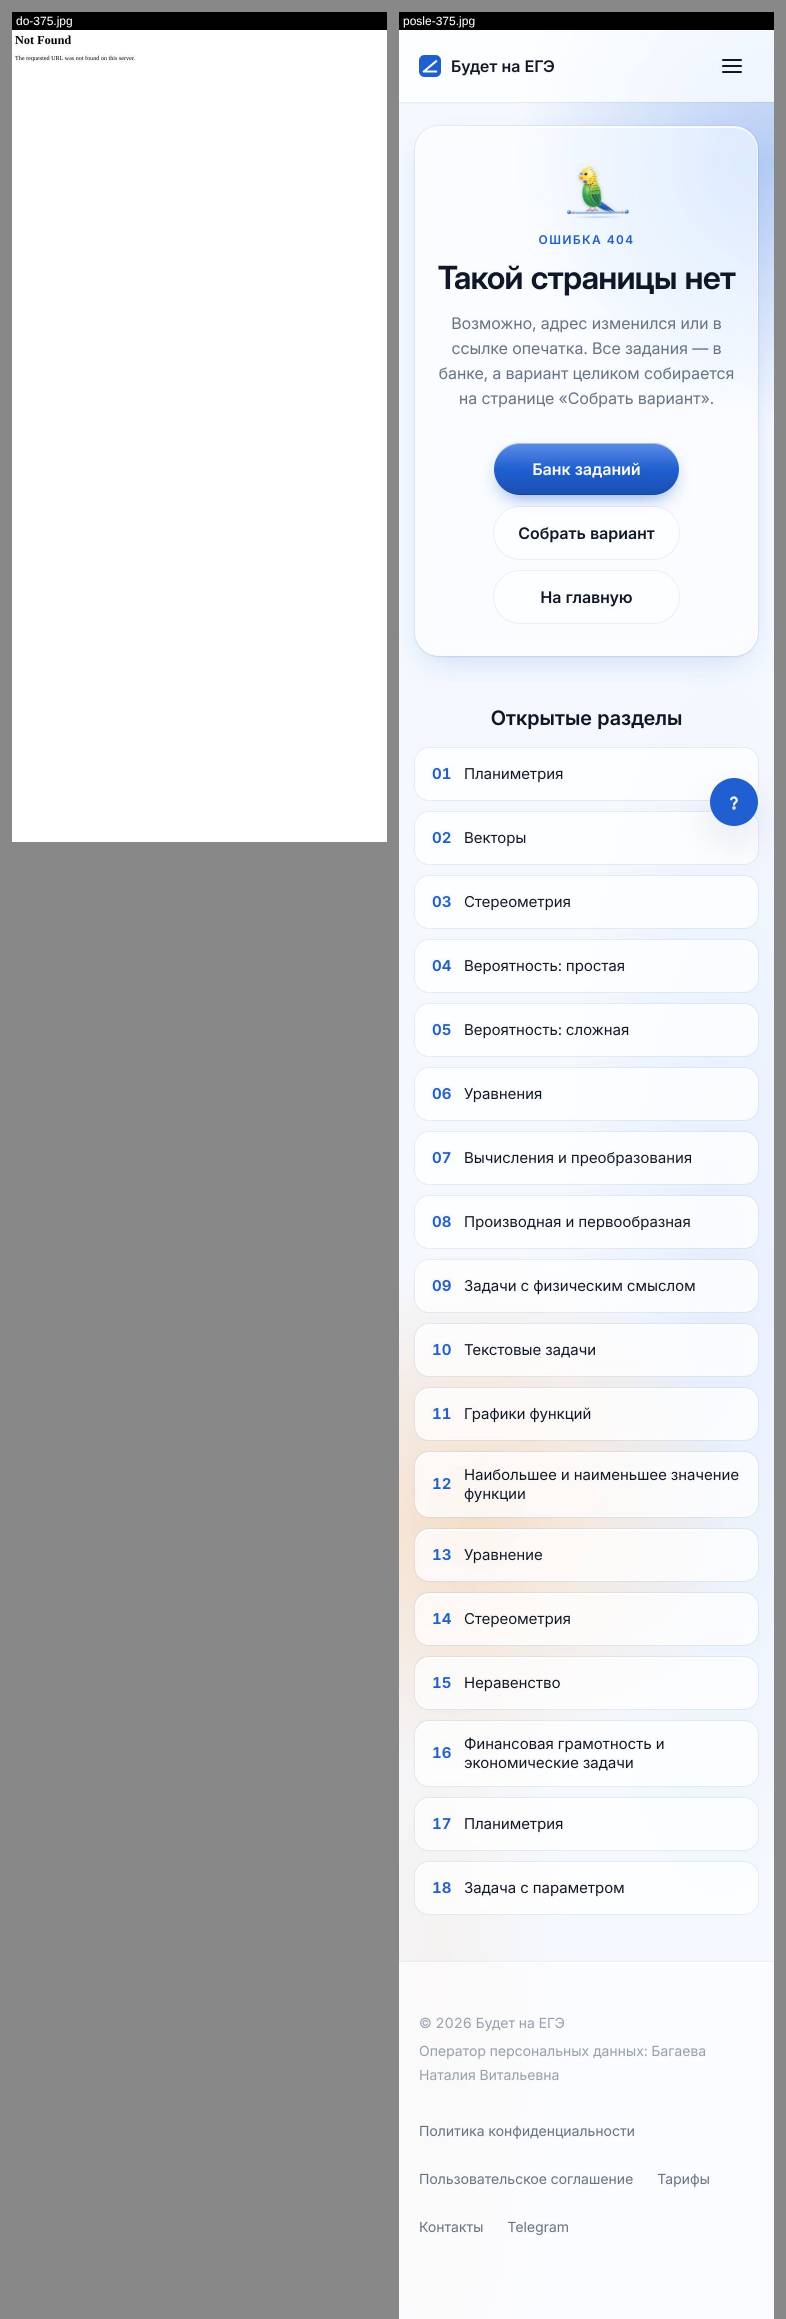 do-375.jpg
Not Found
The requested URL was not found on this server.
posle-375.jpg
Будет на ЕГЭ
ОШИБКА 404
Такой страницы нет
Возможно, адрес изменился или в
ссылке опечатка. Все задания — в
банке, а вариант целиком собирается
на странице «Собрать вариант».
Банк заданий
Собрать вариант
На главную
Открытые разделы
01 Планиметрия
?
02 Векторы
03 Стереометрия
04 Вероятность: простая
05 Вероятность: сложная
06 Уравнения
07 Вычисления и преобразования
08 Производная и первообразная
09 Задачи с физическим смыслом
10 Текстовые задачи
11 Графики функций
12 Наибольшее и наименьшее значение
функции
13 Уравнение
14 Стереометрия
15 Неравенство
16 Финансовая грамотность и
экономические задачи
17 Планиметрия
18 Задача с параметром
© 2026 Будет на ЕГЭ
Оператор персональных данных: Багаева
Наталия Витальевна
Политика конфиденциальности
Пользовательское соглашение Тарифы
Контакты Telegram